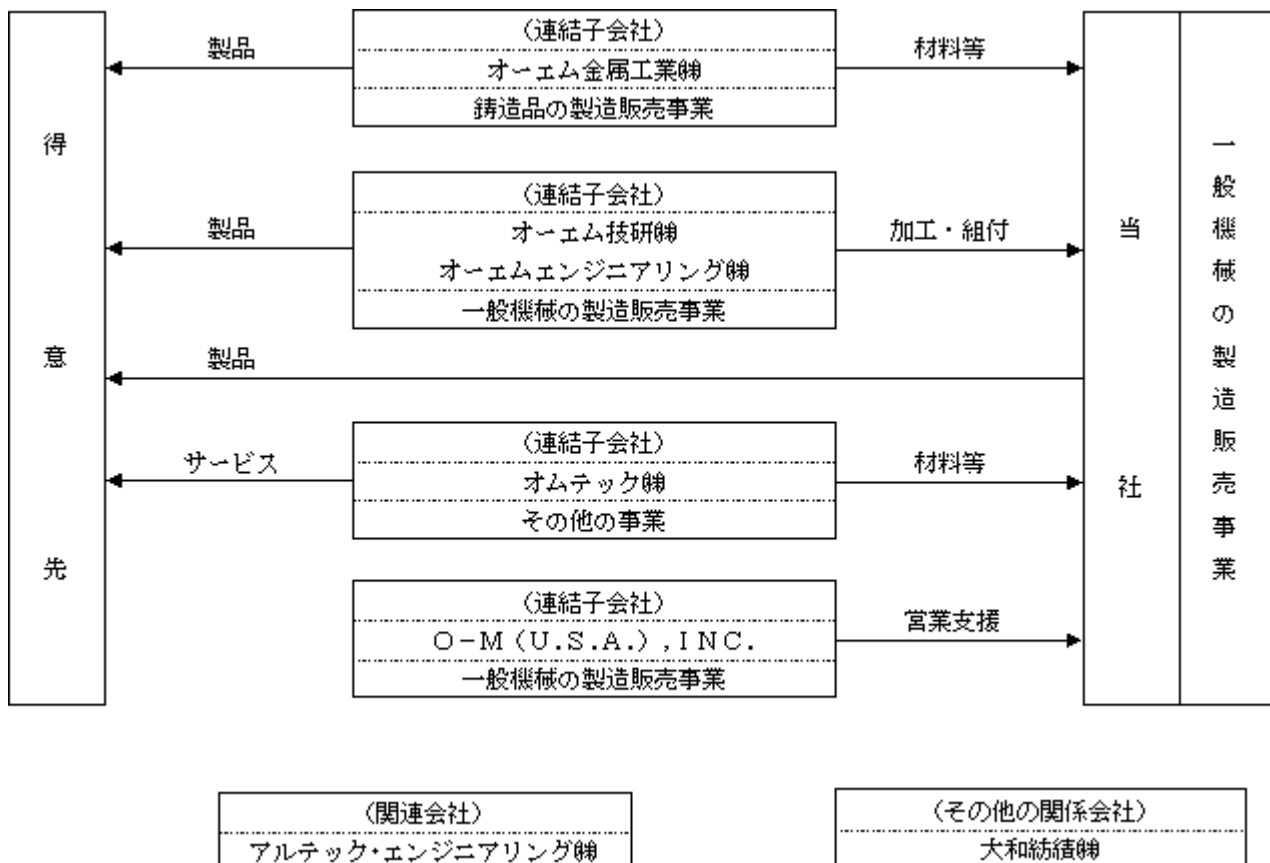 (連結子会社)
製品
材料等
オーエム金属工業㈱
鋳造品の製造販売事業
得意先
(連結子会社)
製品
オーエム技研㈱
加工・組付
オーエムエンジニアリング㈱
一般機械の製造販売事業
当社
一般機械の製造販売事業
製品
(連結子会社)
サービス
材料等
オムテック㈱
その他の事業
(連結子会社)
営業支援
O-M(U.S.A.),INC.
一般機械の製造販売事業
(関連会社)
アルテック・エンジニアリング㈱
(その他の関係会社)
大和紡績㈱